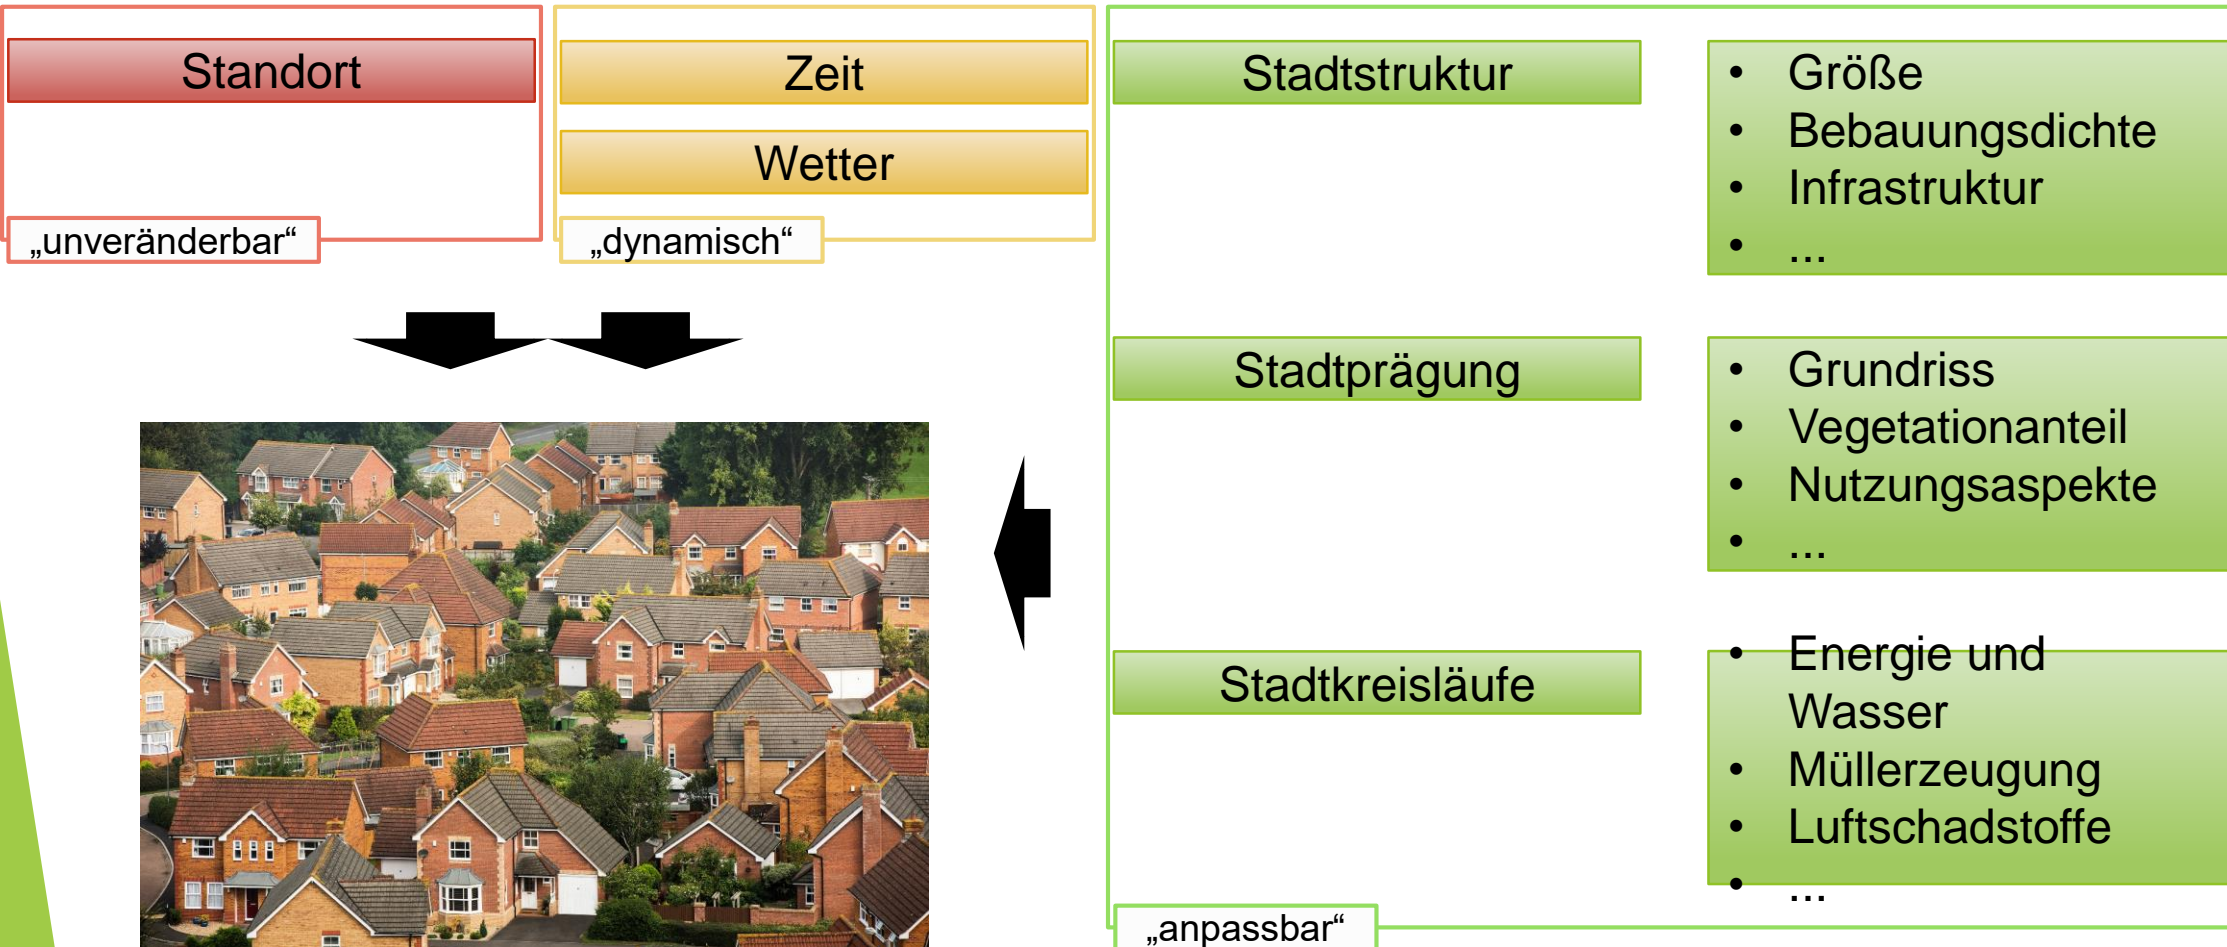 Standort
„unveränderbar“
Zeit
Wetter
„dynamisch“
Stadtstruktur
• Größe
• Bebauungsdichte
• Infrastruktur
• ...
Stadtprägung
• Grundriss
• Vegetationanteil
• Nutzungsaspekte
• ...
Stadtkreisläufe
• Energie und
Wasser
• Müllerzeugung
• Luftschadstoffe
• ...
„anpassbar“